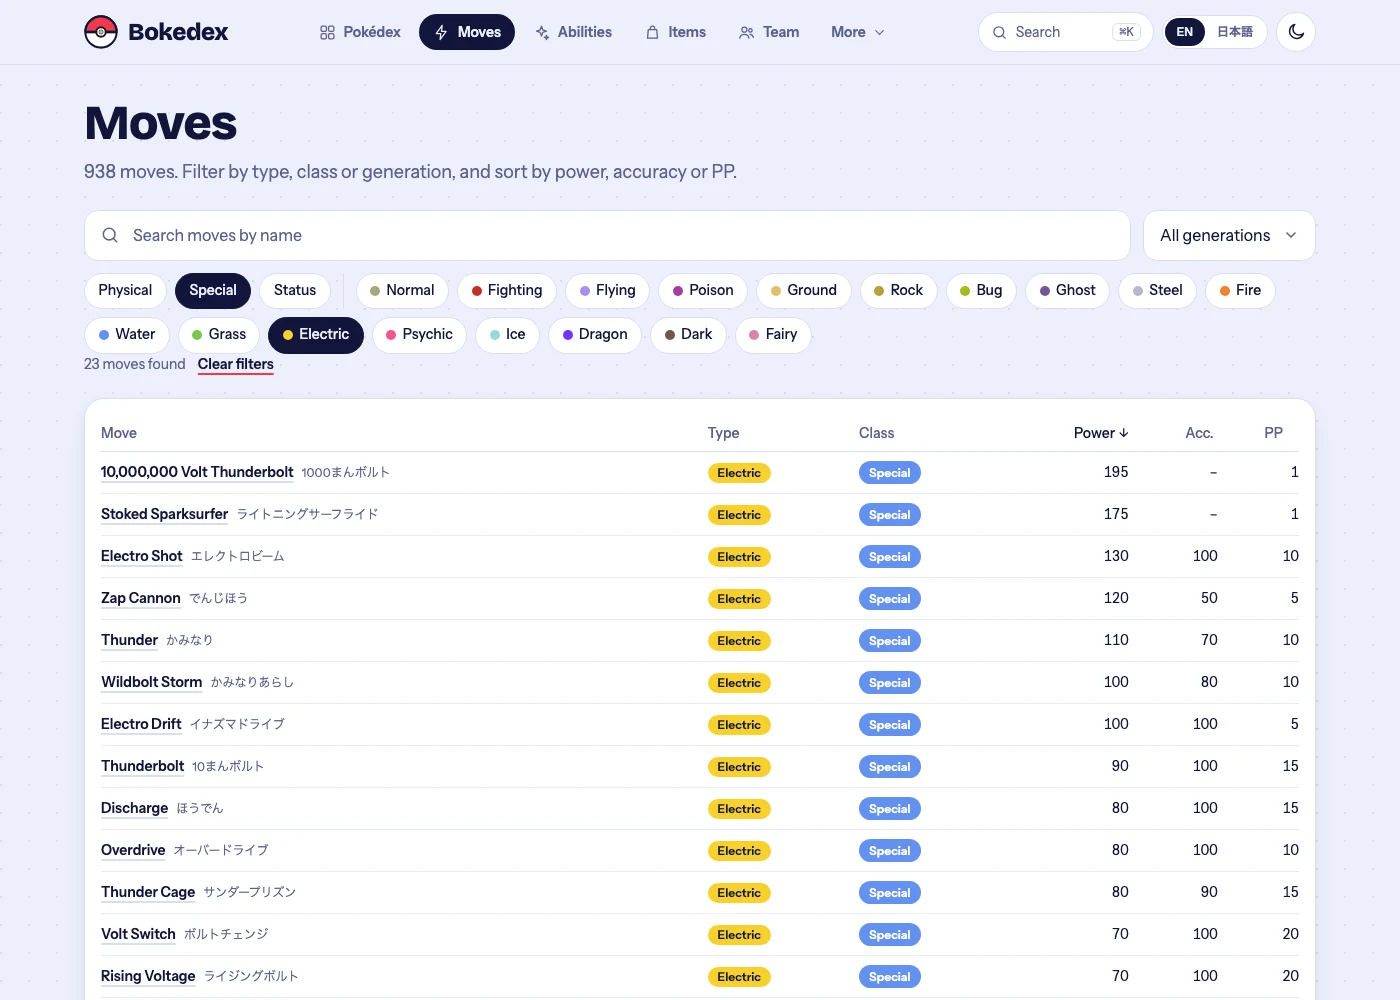 Bokedex Pokédex Moves Abilities Items Team More Search ⌘K EN 日本語
Moves
938 moves. Filter by type, class or generation, and sort by power, accuracy or PP.
Search moves by name All generations
Physical Special Status Normal Fighting Flying Poison Ground Rock Bug Ghost Steel Fire
Water Grass Electric Psychic Ice Dragon Dark Fairy
23 moves found Clear filters
Move Type Class Power ↓ Acc. PP
10,000,000 Volt Thunderbolt 1000まんボルト Electric Special 195 – 1
Stoked Sparksurfer ライトニングサーフライド Electric Special 175 – 1
Electro Shot エレクトロビーム Electric Special 130 100 10
Zap Cannon でんじほう Electric Special 120 50 5
Thunder かみなり Electric Special 110 70 10
Wildbolt Storm かみなりあらし Electric Special 100 80 10
Electro Drift イナズマドライブ Electric Special 100 100 5
Thunderbolt 10まんボルト Electric Special 90 100 15
Discharge ほうでん Electric Special 80 100 15
Overdrive オーバードライブ Electric Special 80 100 10
Thunder Cage サンダープリズン Electric Special 80 90 15
Volt Switch ボルトチェンジ Electric Special 70 100 20
Rising Voltage ライジングボルト Electric Special 70 100 20